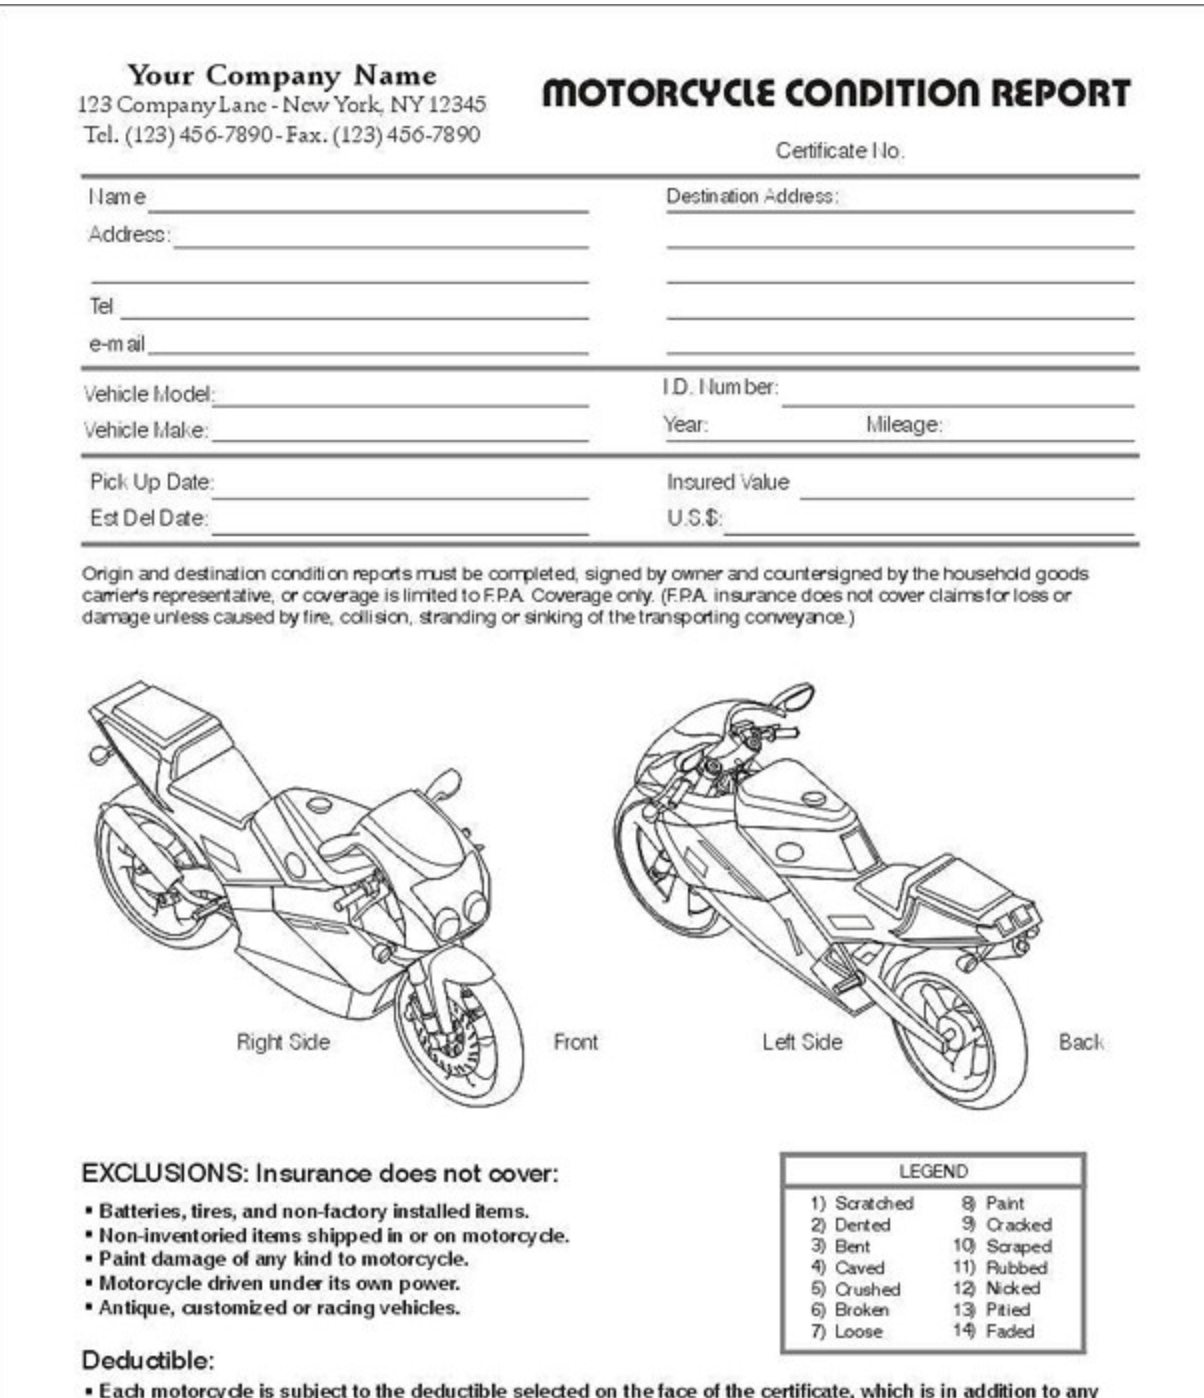 Your Company Name
123 Company Lane - New York, NY 12345
Tel. (123) 456-7890 - Fax. (123) 456-7890
MOTORCYCLE CONDITION REPORT
Certificate No.
Name
Address:
Tel
e-mail
Destination Address:
Vehicle Model:
Vehicle Make:
I.D. Number:
Year: Mileage:
Pick Up Date:
Est Del Date:
Insured Value
U.S.$:
Origin and destination condition reports must be completed, signed by owner and countersigned by the household goods
carrier's representative, or coverage is limited to F.P.A. Coverage only. (F.P.A. insurance does not cover claims for loss or
damage unless caused by fire, collision, stranding or sinking of the transporting conveyance.)
Right Side
Front
Left Side
Back
EXCLUSIONS: Insurance does not cover:
▪ Batteries, tires, and non-factory installed items.
▪ Non-inventoried items shipped in or on motorcycle.
▪ Paint damage of any kind to motorcycle.
▪ Motorcycle driven under its own power.
▪ Antique, customized or racing vehicles.
LEGEND
1) Scratched
2) Dented
3) Bent
4) Caved
5) Crushed
6) Broken
7) Loose
8) Paint
9) Cracked
10) Scraped
11) Rubbed
12) Nicked
13) Pitied
14) Faded
Deductible:
▪ Each motorcycle is subject to the deductible selected on the face of the certificate, which is in addition to any